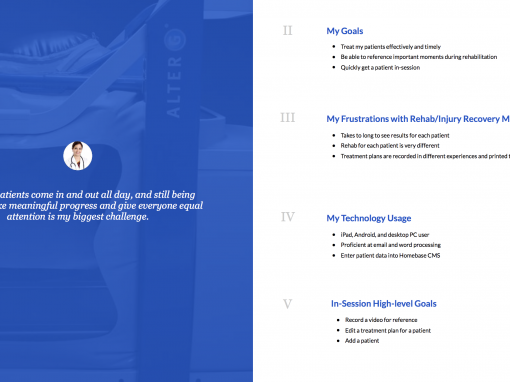 ALTER G
atients come in and out all day, and still being
ke meaningful progress and give everyone equal
attention is my biggest challenge.
II
My Goals
Treat my patients effectively and timely
Be able to reference important moments during rehabilitation
Quickly get a patient in-session
III
My Frustrations with Rehab/Injury Recovery M
Takes to long to see results for each patient
Rehab for each patient is very different
Treatment plans are recorded in different experiences and printed t
IV
My Technology Usage
iPad, Android, and desktop PC user
Proficient at email and word processing
Enter patient data into Homebase CMS
V
In-Session High-level Goals
Record a video for reference
Edit a treatment plan for a patient
Add a patient